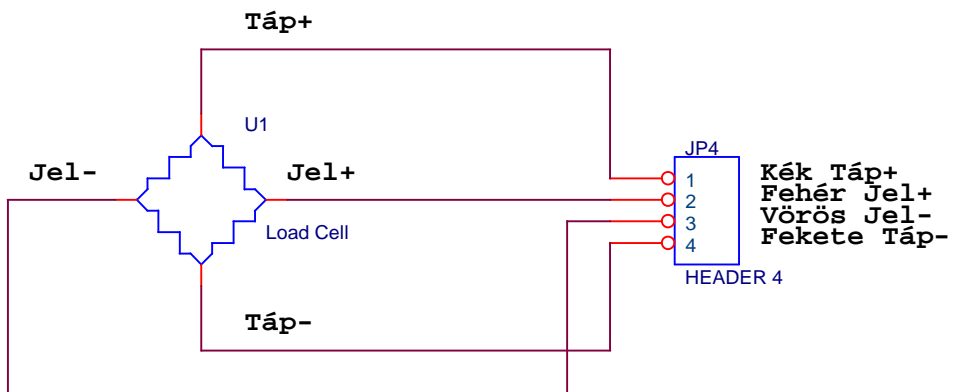 Táp+
U1
JP4
Jel-
Jel+
1
2
3
4
Kék Táp+
Fehér Jel+
Vörös Jel-
Fekete Táp-
Load Cell
HEADER 4
Táp-